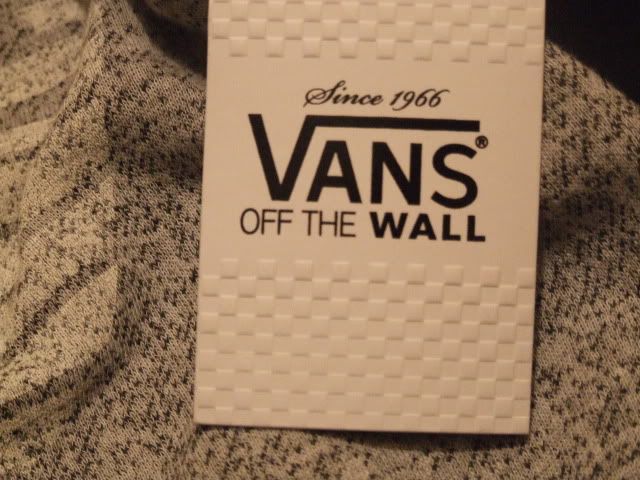 Since 1966
VANS®
OFF THE WALL